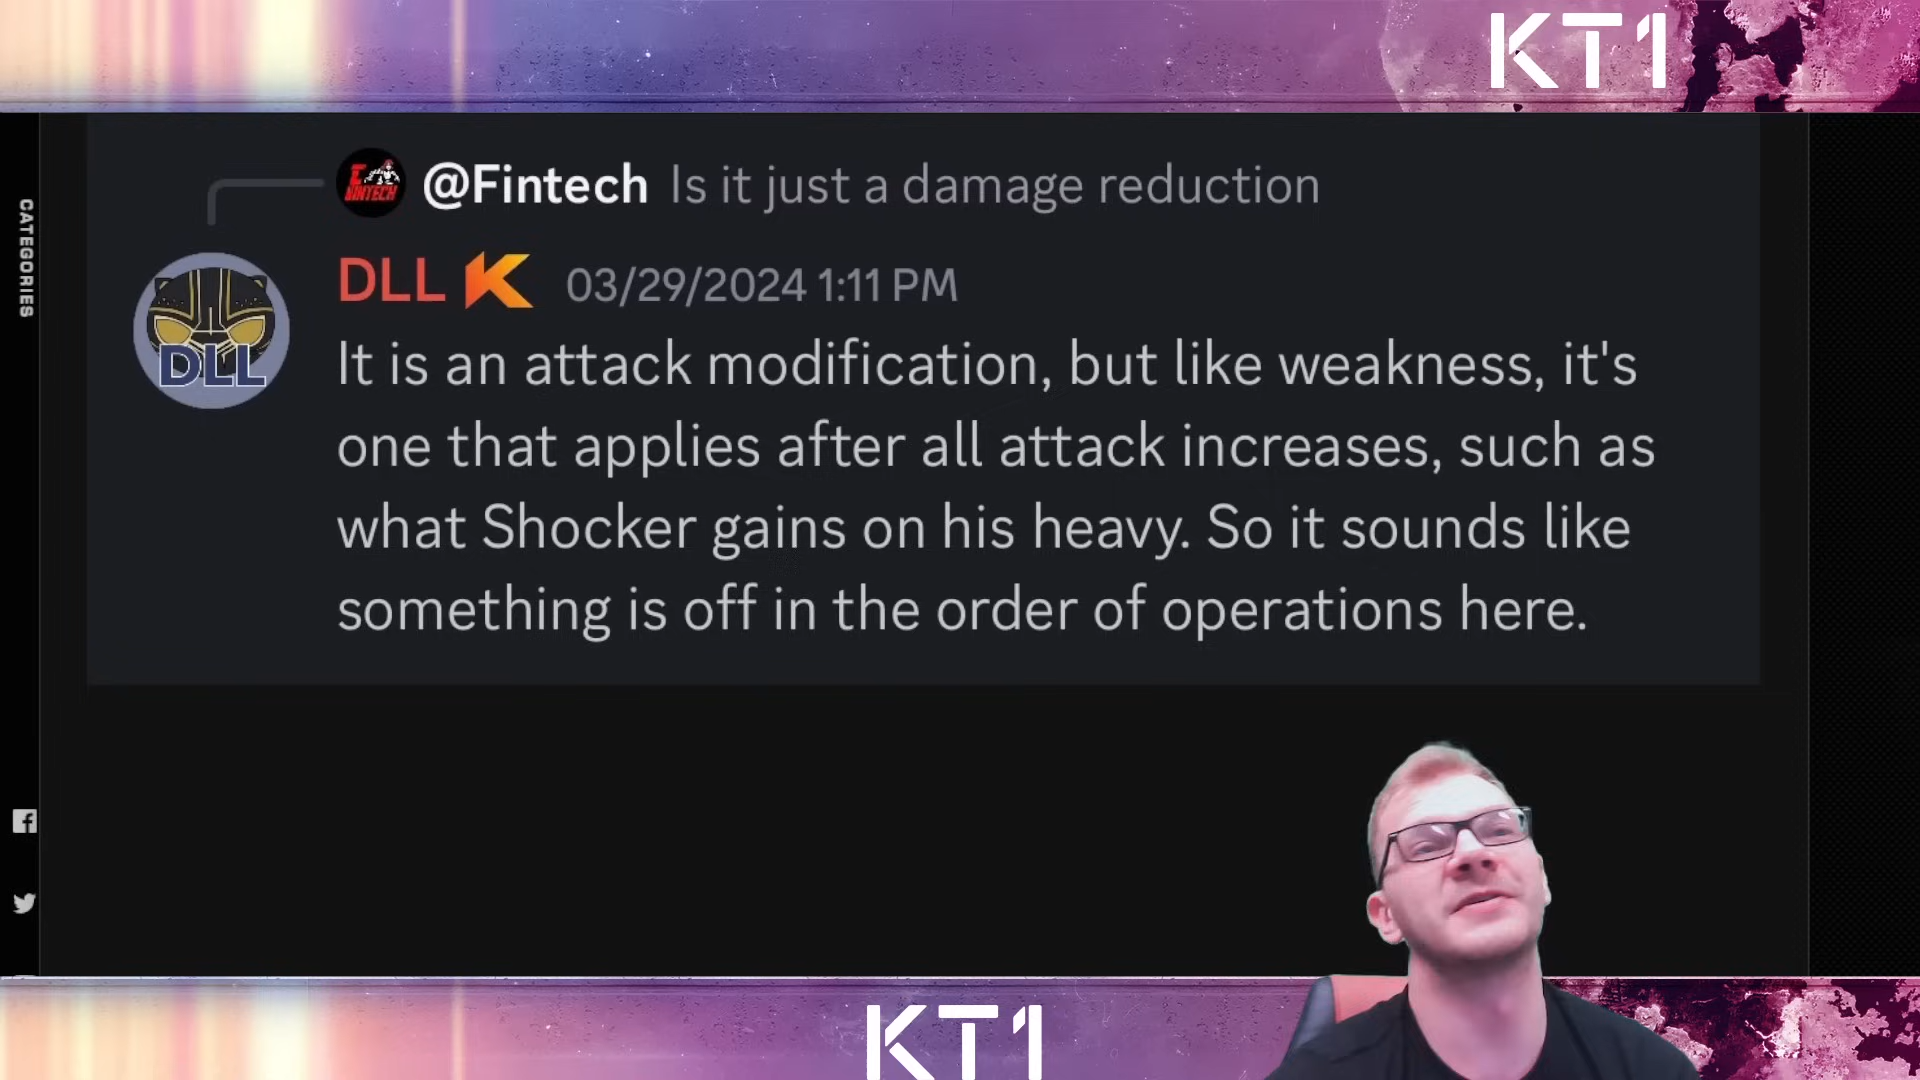 KT1
CATEGORIES
@Fintech Is it just a damage reduction
DLL 03/29/2024 1:11 PM
DLL
It is an attack modification, but like weakness, it's
one that applies after all attack increases, such as
what Shocker gains on his heavy. So it sounds like
something is off in the order of operations here.
KT1